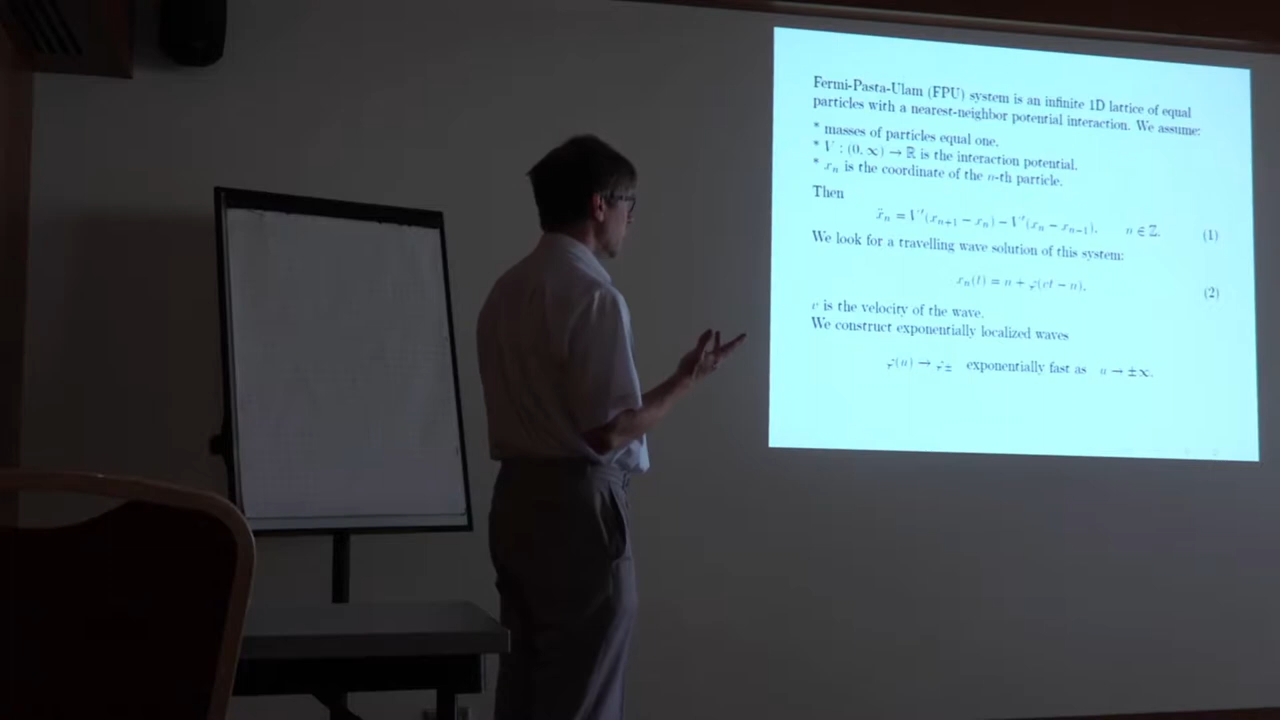 Fermi-Pasta-Ulam (FPU) system is an infinite 1D lattice of equal
particles with a nearest-neighbor potential interaction. We assume:
* masses of particles equal one.
* V : (0, ∞) → ℝ is the interaction potential.
* xₙ is the coordinate of the n-th particle.
Then
ẍₙ = V′(xₙ₊₁ − xₙ) − V′(xₙ − xₙ₋₁), n ∈ ℤ. (1)
We look for a travelling wave solution of this system:
xₙ(t) = n + φ(ct − n), (2)
c is the velocity of the wave.
We construct exponentially localized waves
φ(u) → φ± exponentially fast as u → ±∞.